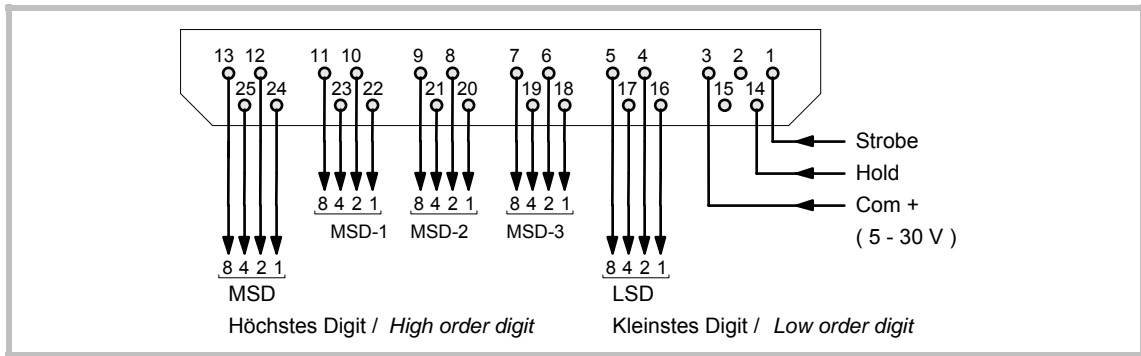 13 12 11 10 9 8 7 6 5 4 3 2 1
25 24 23 22 21 20 19 18 17 16 15 14
Strobe
Hold
8 4 2 1 8 4 2 1 8 4 2 1 Com +
MSD-1 MSD-2 MSD-3 ( 5 - 30 V )
8 4 2 1 8 4 2 1
MSD LSD
Höchstes Digit / High order digit Kleinstes Digit / Low order digit